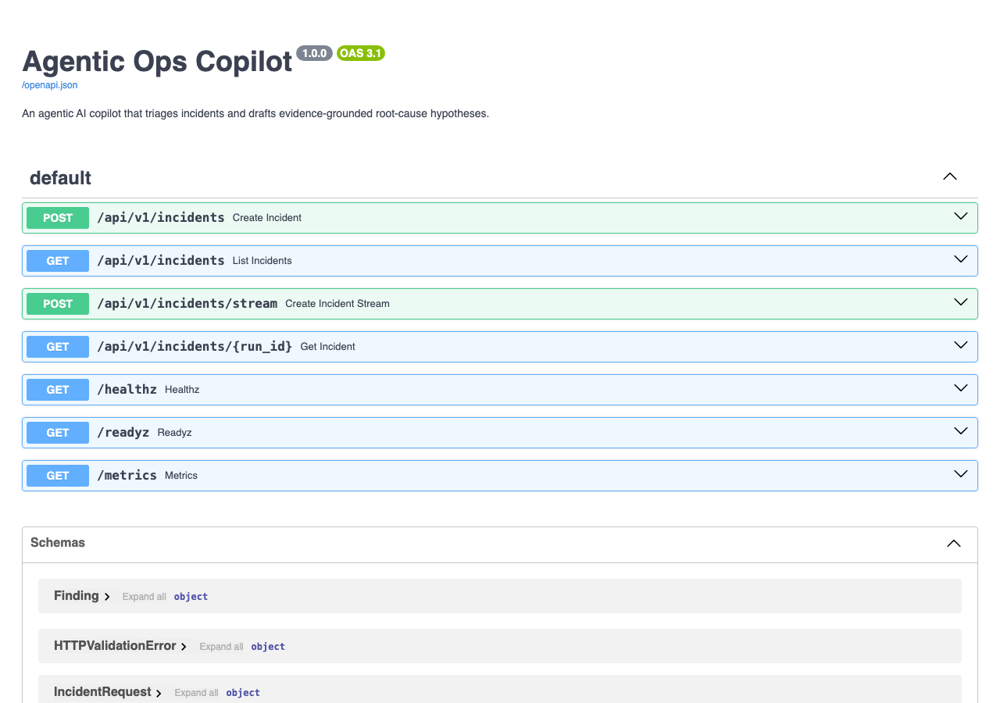 Agentic Ops Copilot 1.0.0 OAS 3.1
/openapi.json
An agentic AI copilot that triages incidents and drafts evidence-grounded root-cause hypotheses.
default
POST /api/v1/incidents Create Incident
GET /api/v1/incidents List Incidents
POST /api/v1/incidents/stream Create Incident Stream
GET /api/v1/incidents/{run_id} Get Incident
GET /healthz Healthz
GET /readyz Readyz
GET /metrics Metrics
Schemas
Finding Expand all object
HTTPValidationError Expand all object
IncidentRequest Expand all object